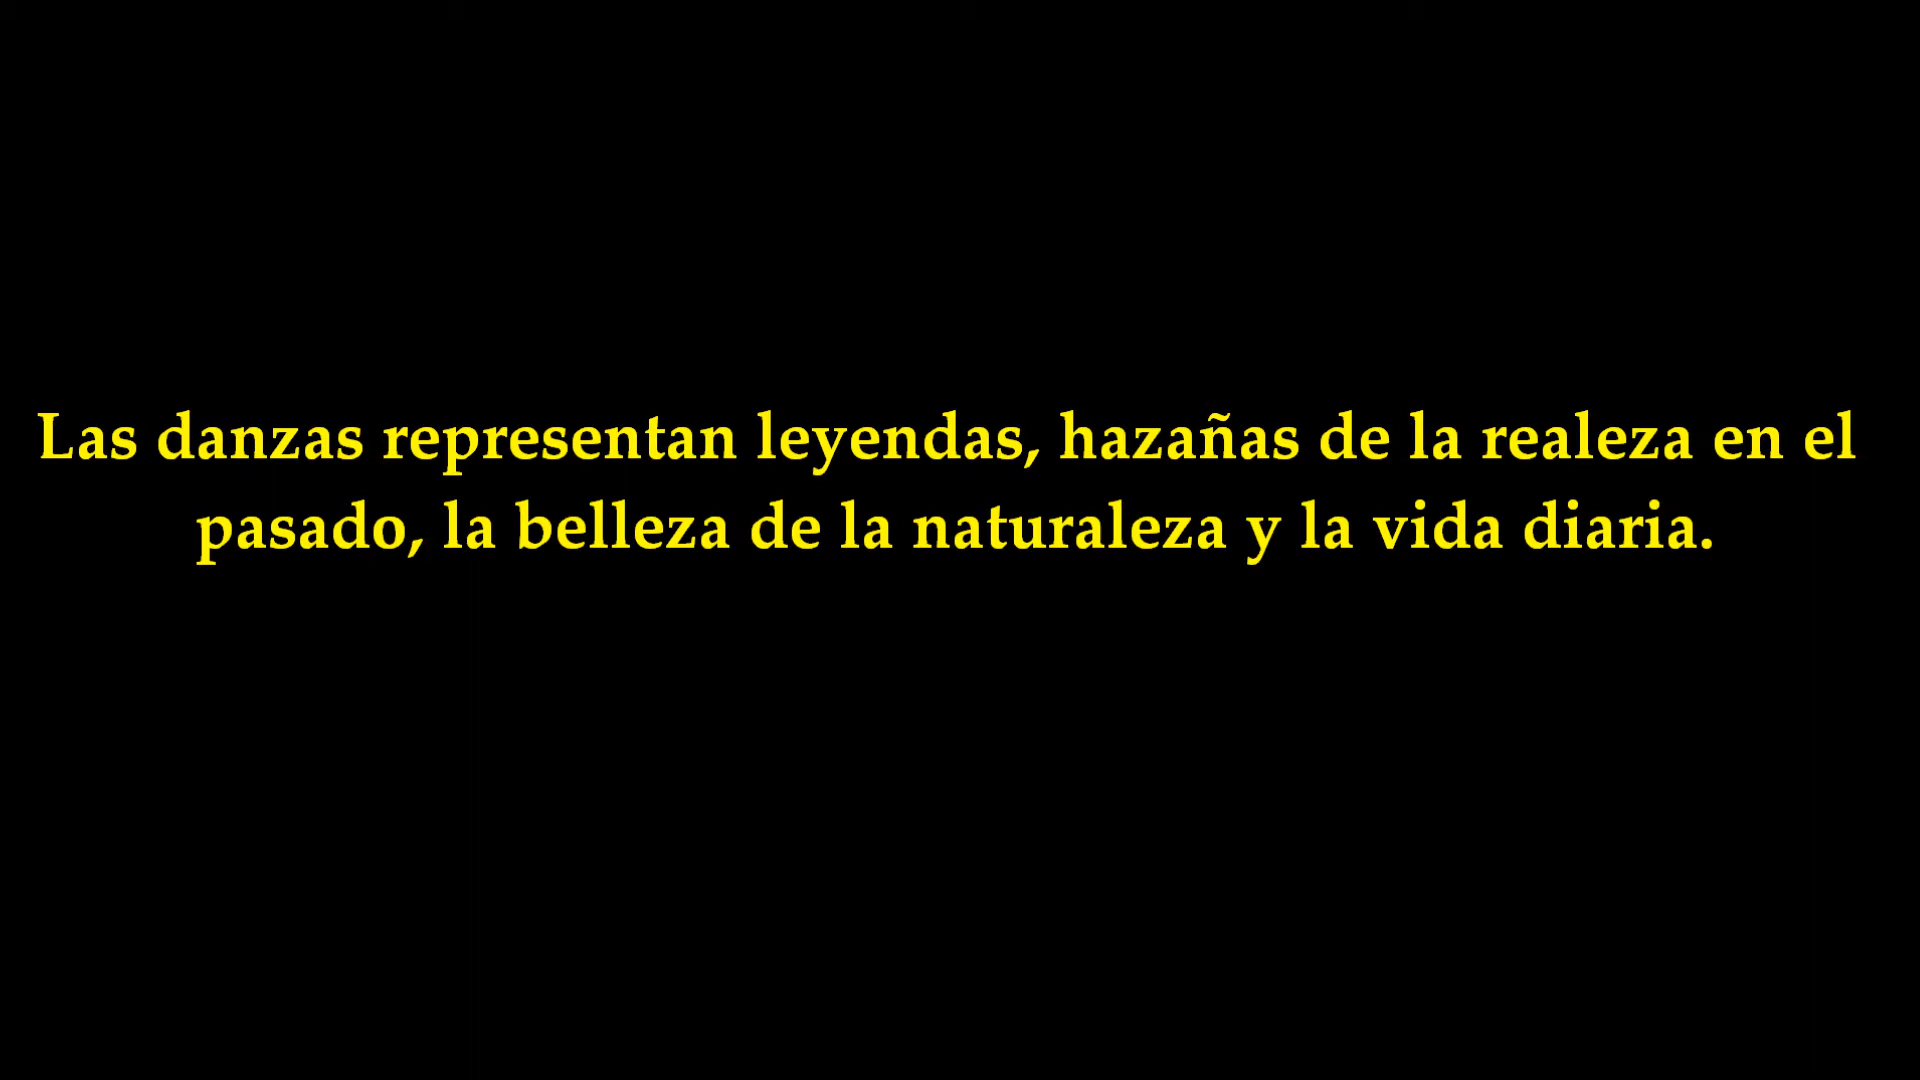 Las danzas representan leyendas, hazañas de la realeza en el
pasado, la belleza de la naturaleza y la vida diaria.